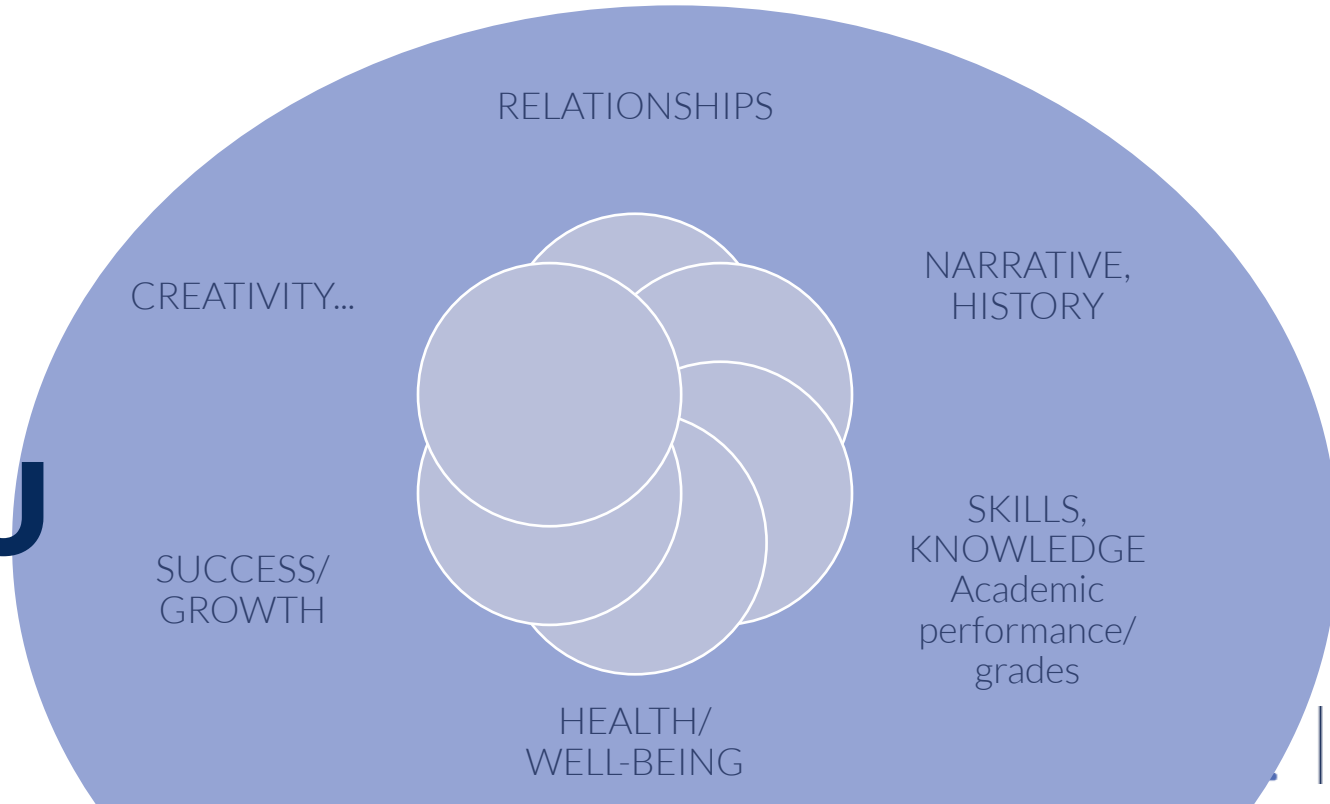 RELATIONSHIPS
NARRATIVE,
HISTORY
CREATIVITY...
SKILLS,
KNOWLEDGE
Academic
performance/
grades
SUCCESS/
GROWTH
HEALTH/
WELL-BEING